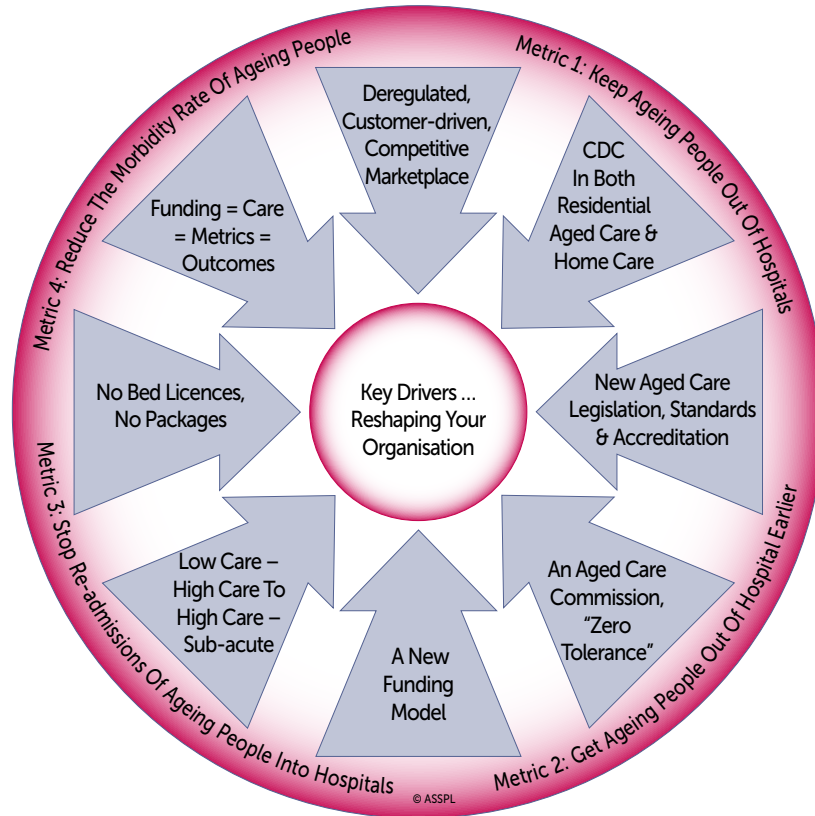 Metric 1: Keep Ageing People Out Of Hospitals
Metric 2: Get Ageing People Out Of Hospital Earlier
Metric 3: Stop Re-admissions Of Ageing People Into Hospitals
Metric 4: Reduce The Morbidity Rate Of Ageing People
Deregulated,
Customer-driven,
Competitive
Marketplace
CDC
In Both
Residential
Aged Care &
Home Care
New Aged Care
Legislation, Standards
& Accreditation
An Aged Care
Commission,
“Zero
Tolerance”
A New
Funding
Model
Low Care –
High Care To
High Care –
Sub-acute
No Bed Licences,
No Packages
Funding = Care
= Metrics =
Outcomes
Key Drivers ...
Reshaping Your
Organisation
© ASSPL